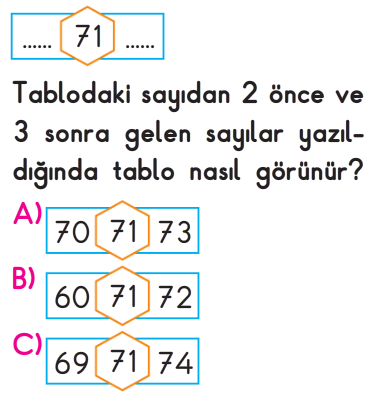 ...... 71 ......
Tablodaki sayıdan 2 önce ve
3 sonra gelen sayılar yazıl-
dığında tablo nasıl görünür?
A) 70 71 73
B) 60 71 72
C) 69 71 74